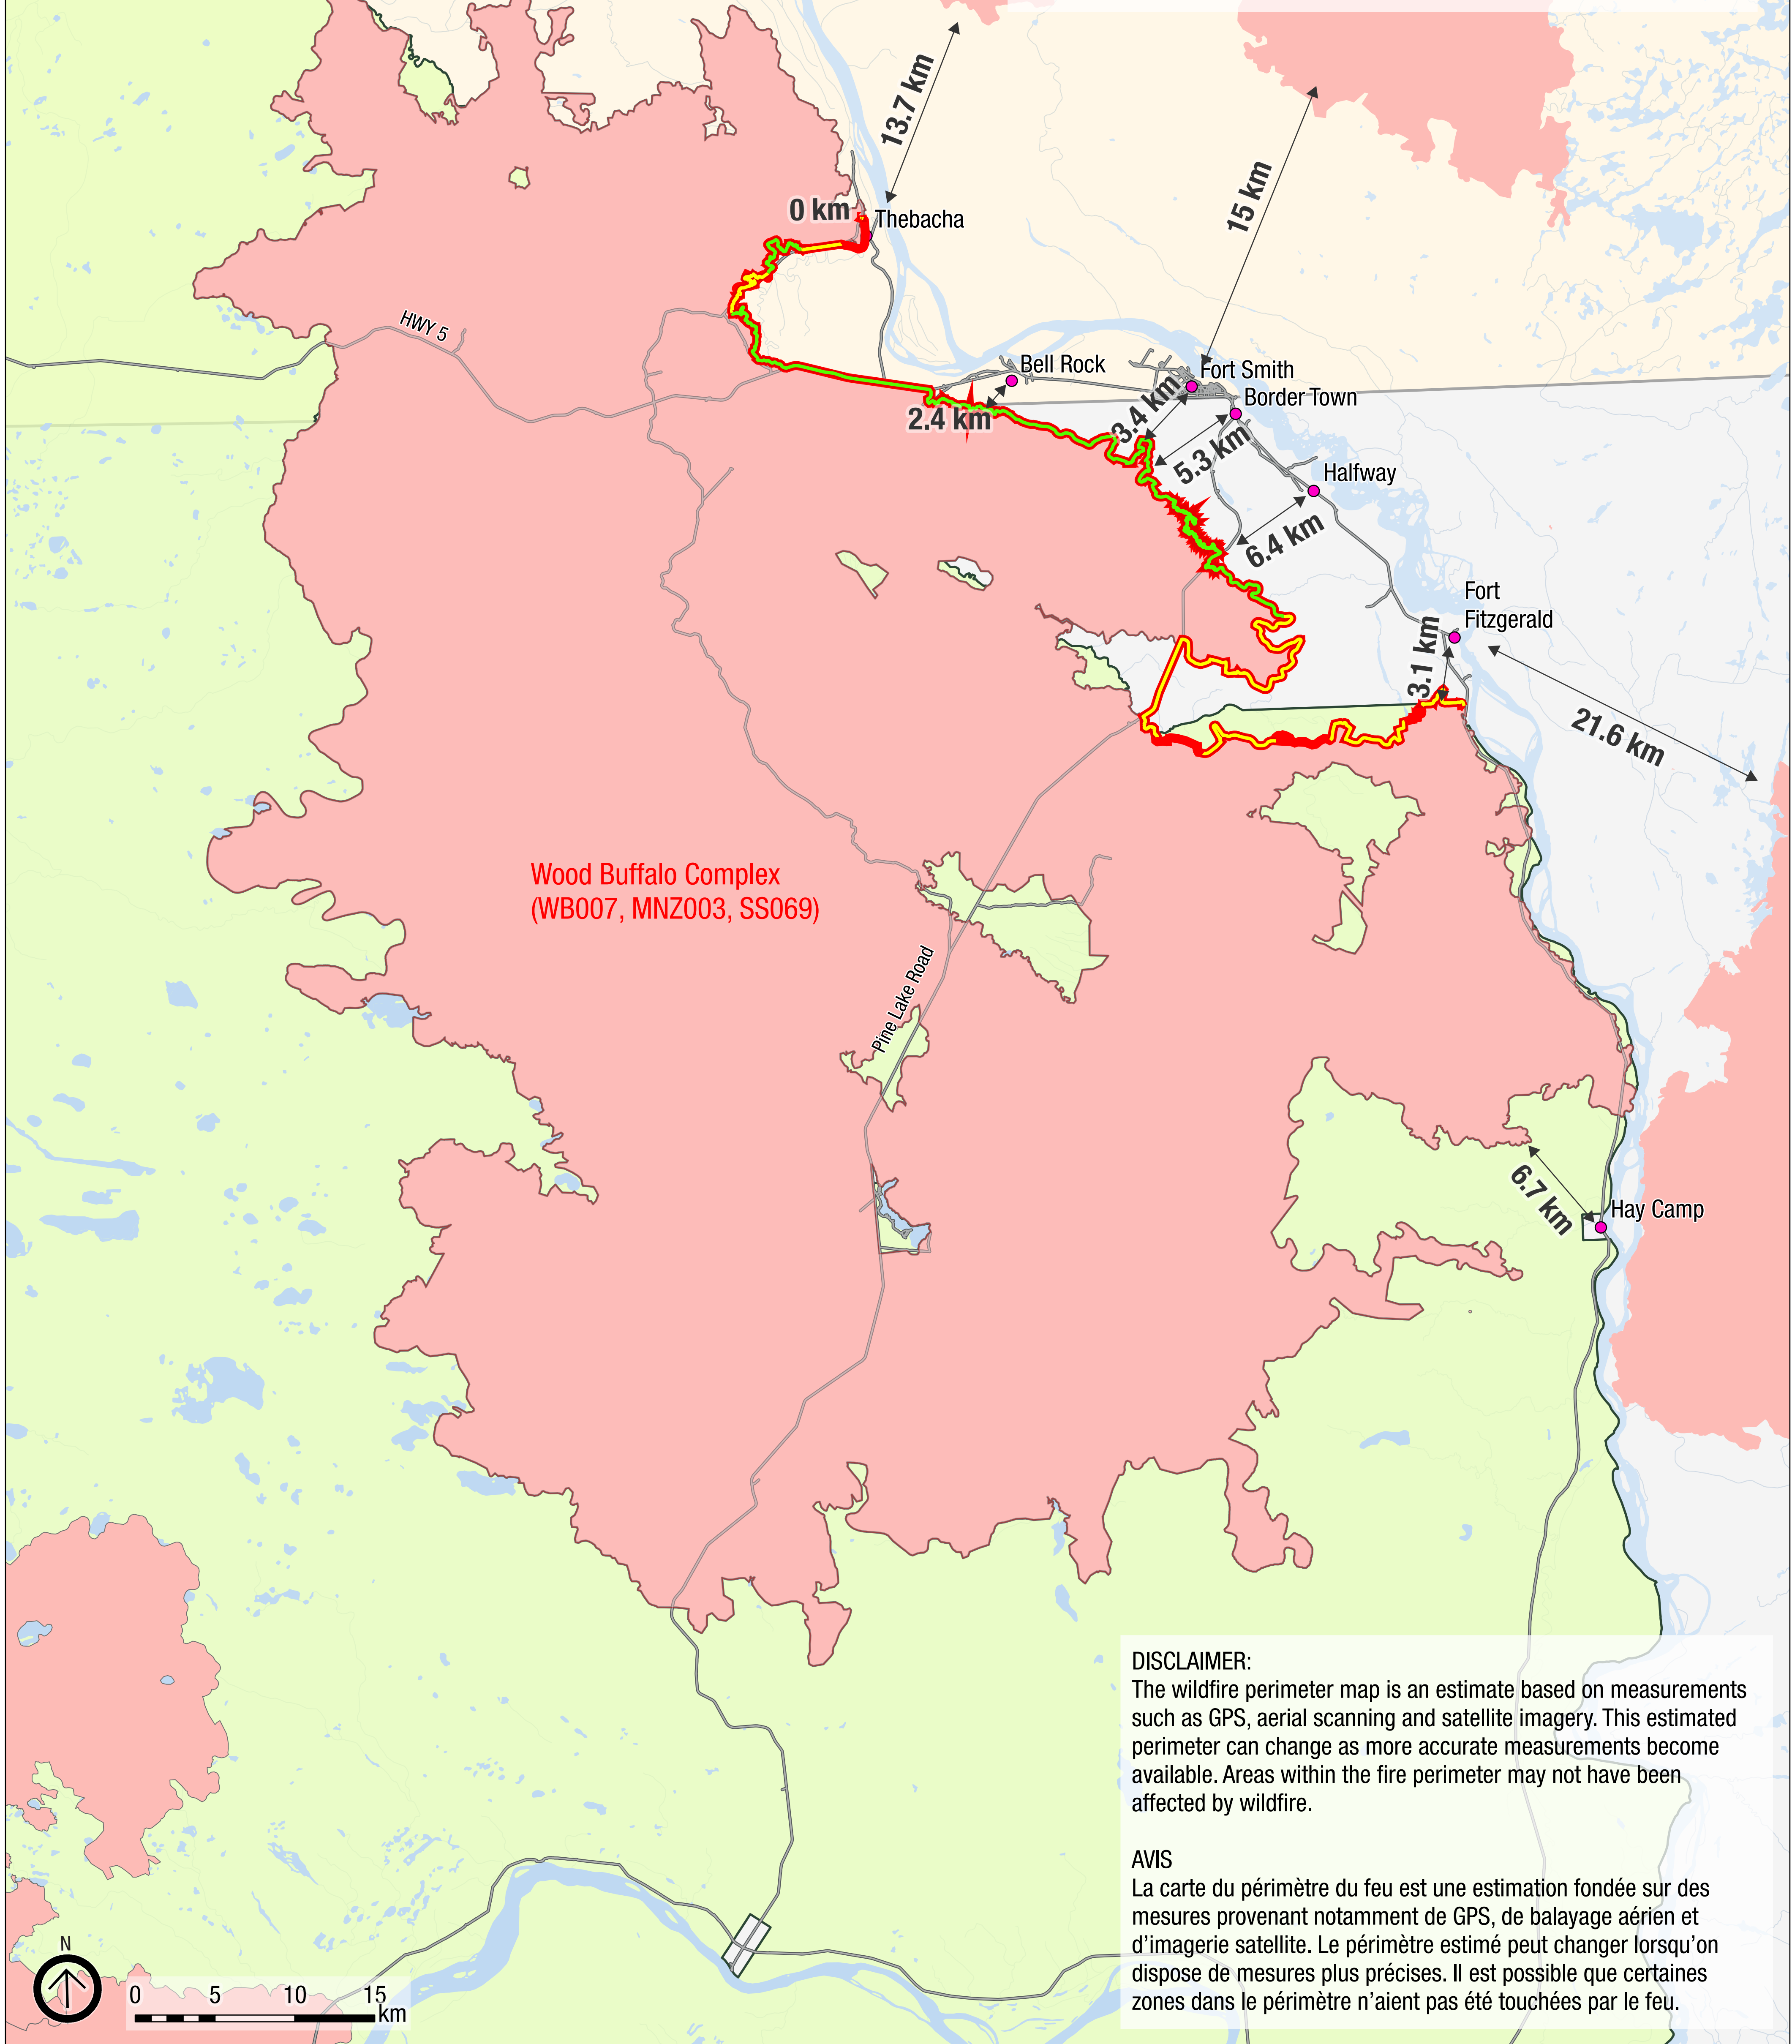 13.7 km
15 km
0 km
Thebacha
HWY 5
Bell Rock
Fort Smith
Border Town
2.4 km
3.4 km
5.3 km
Halfway
6.4 km
Fort
Fitzgerald
3.1 km
21.6 km
Wood Buffalo Complex
(WB007, MNZ003, SS069)
Pine Lake Road
6.7 km
Hay Camp
DISCLAIMER:
The wildfire perimeter map is an estimate based on measurements
such as GPS, aerial scanning and satellite imagery. This estimated
perimeter can change as more accurate measurements become
available. Areas within the fire perimeter may not have been
affected by wildfire.
AVIS
La carte du périmètre du feu est une estimation fondée sur des
mesures provenant notamment de GPS, de balayage aérien et
d’imagerie satellite. Le périmètre estimé peut changer lorsqu’on
dispose de mesures plus précises. Il est possible que certaines
zones dans le périmètre n’aient pas été touchées par le feu.
N
0 5 10 15
km